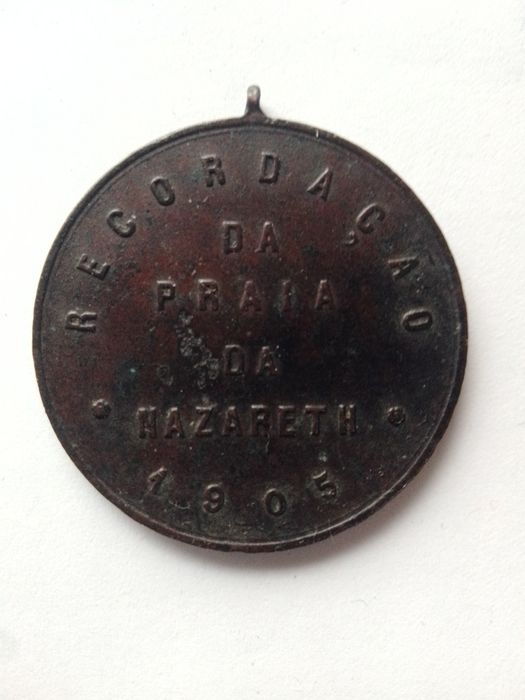 RECORDAÇÃO
DA
PRAIA
DA
NAZARETH
1905